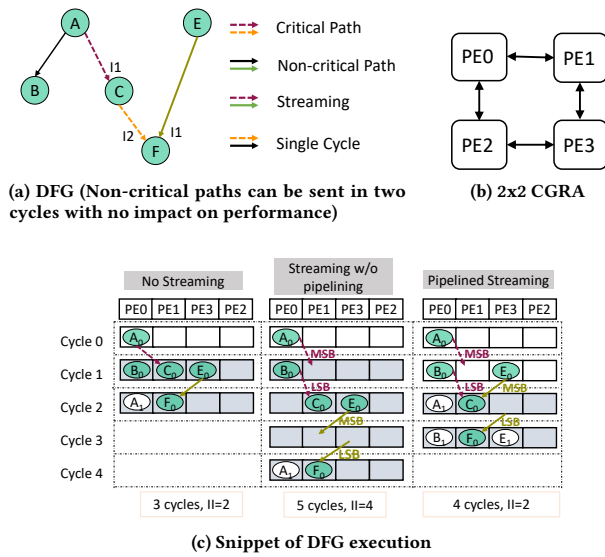 A
E
B
I1
C
I2
I1
F
Critical Path
Non-critical Path
Streaming
Single Cycle
(a) DFG (Non-critical paths can be sent in two
cycles with no impact on performance)
PE0
PE1
PE2
PE3
(b) 2x2 CGRA
No Streaming
Streaming w/o
pipelining
Pipelined Streaming
PE0 PE1 PE3 PE2
PE0 PE1 PE3 PE2
PE0 PE1 PE3 PE2
Cycle 0
A0
A0
A0
MSB
MSB
Cycle 1
B0 C0 E0
B0
B0 E0
LSB
LSB
MSB
Cycle 2
A1 F0
C0 E0
A1 C0
MSB
LSB
Cycle 3
B1 F0 E1
LSB
Cycle 4
A1 F0
3 cycles, II=2
5 cycles, II=4
4 cycles, II=2
(c) Snippet of DFG execution